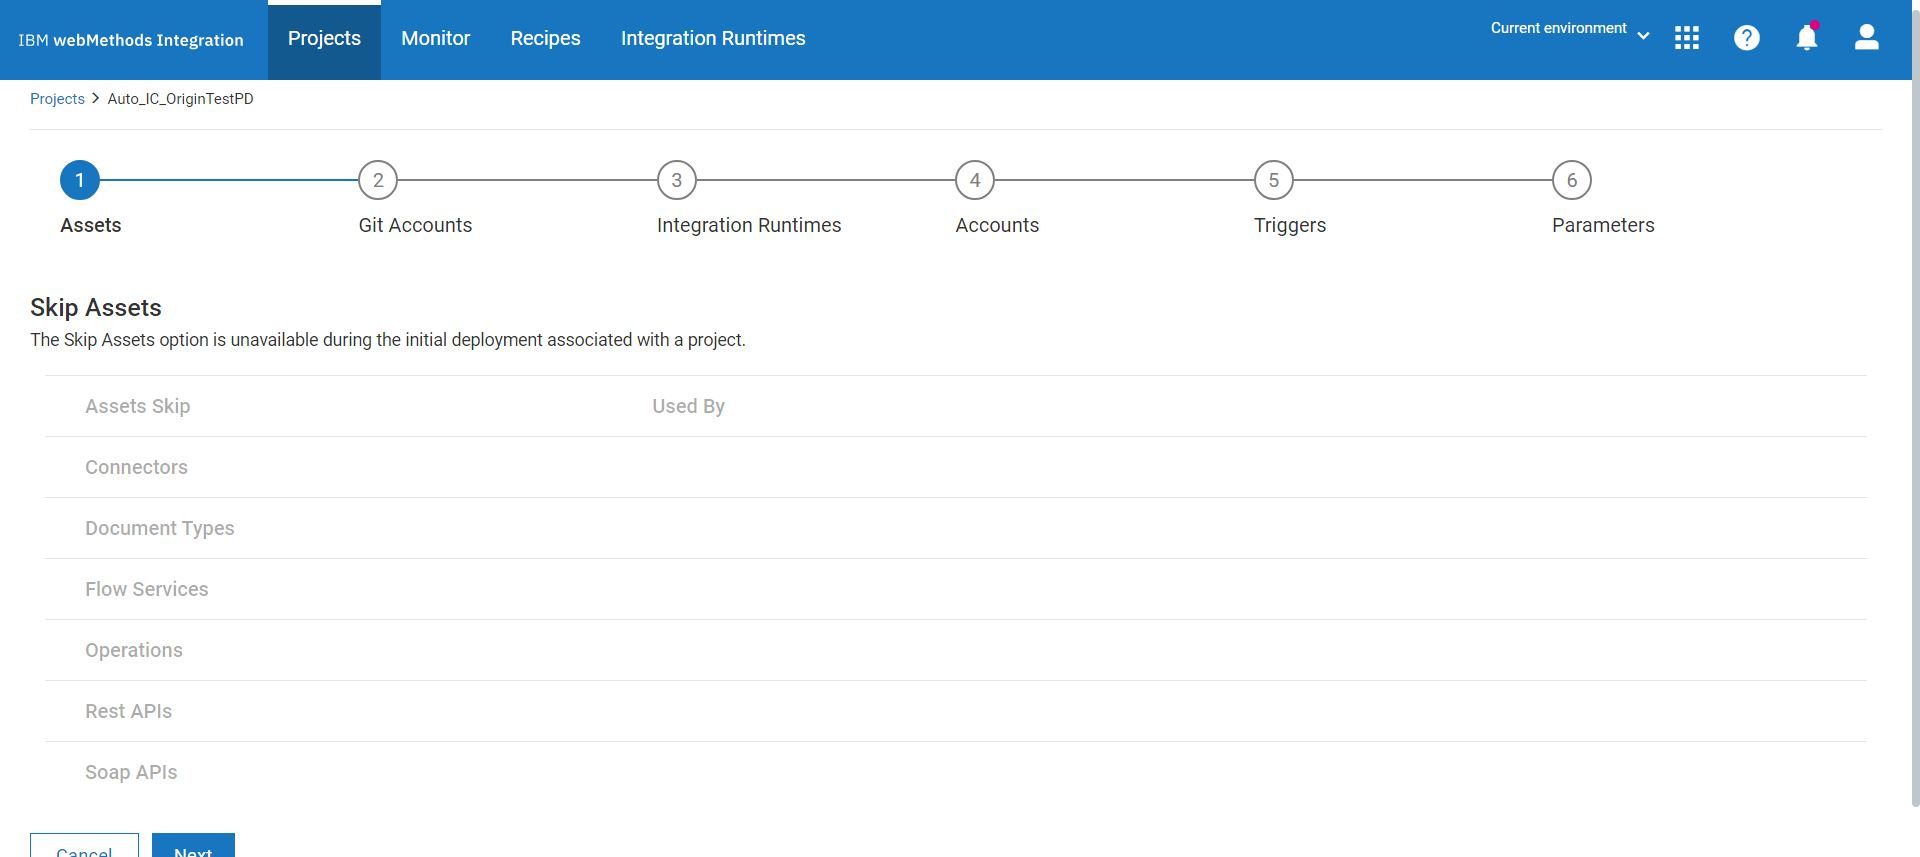 IBM webMethods Integration
Projects
Monitor
Recipes
Integration Runtimes
Current environment
?
Projects > Auto_IC_OriginTestPD
1
2
3
4
5
6
Assets
Git Accounts
Integration Runtimes
Accounts
Triggers
Parameters
Skip Assets
The Skip Assets option is unavailable during the initial deployment associated with a project.
Assets Skip
Used By
Connectors
Document Types
Flow Services
Operations
Rest APIs
Soap APIs
Cancel
Next